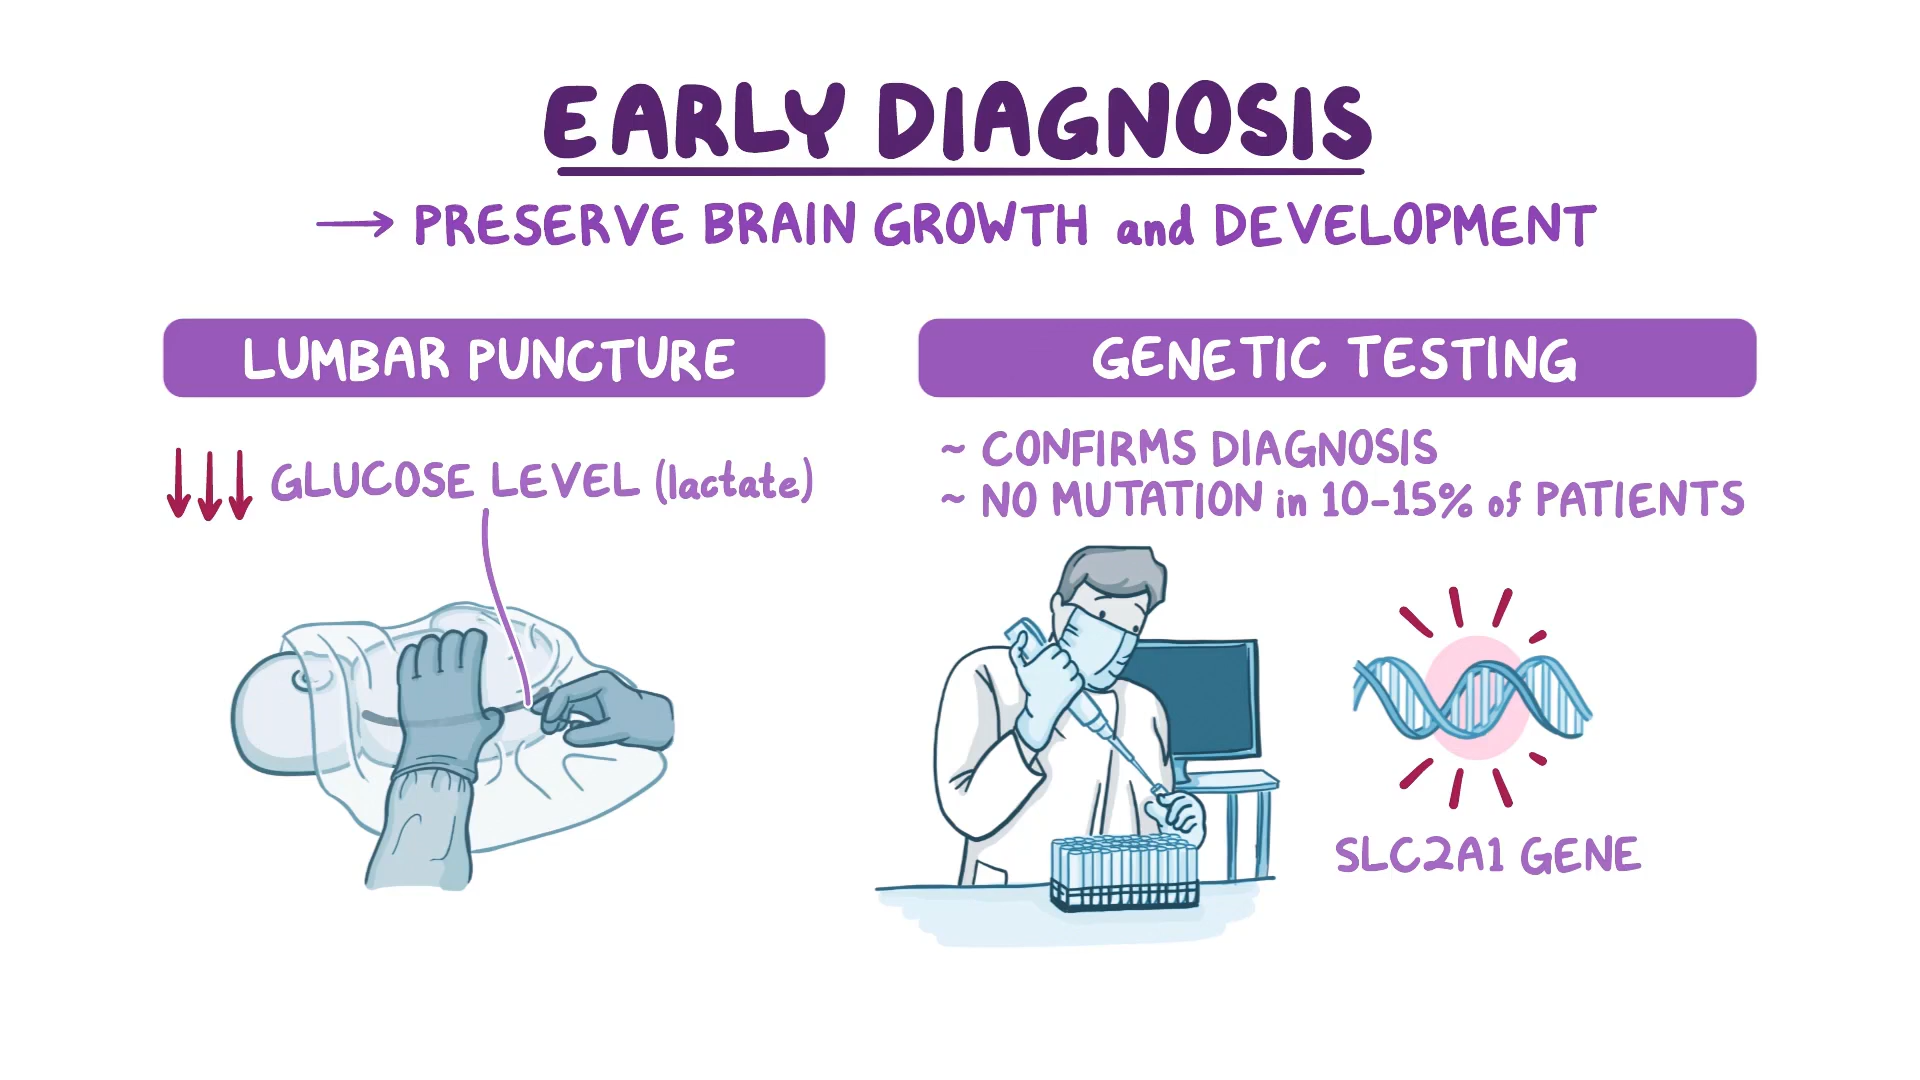 EARLY DIAGNOSIS
→ PRESERVE BRAIN GROWTH and DEVELOPMENT
LUMBAR PUNCTURE
↓↓↓ GLUCOSE LEVEL (lactate)
GENETIC TESTING
~ CONFIRMS DIAGNOSIS
~ NO MUTATION in 10-15% of PATIENTS
SLC2A1 GENE